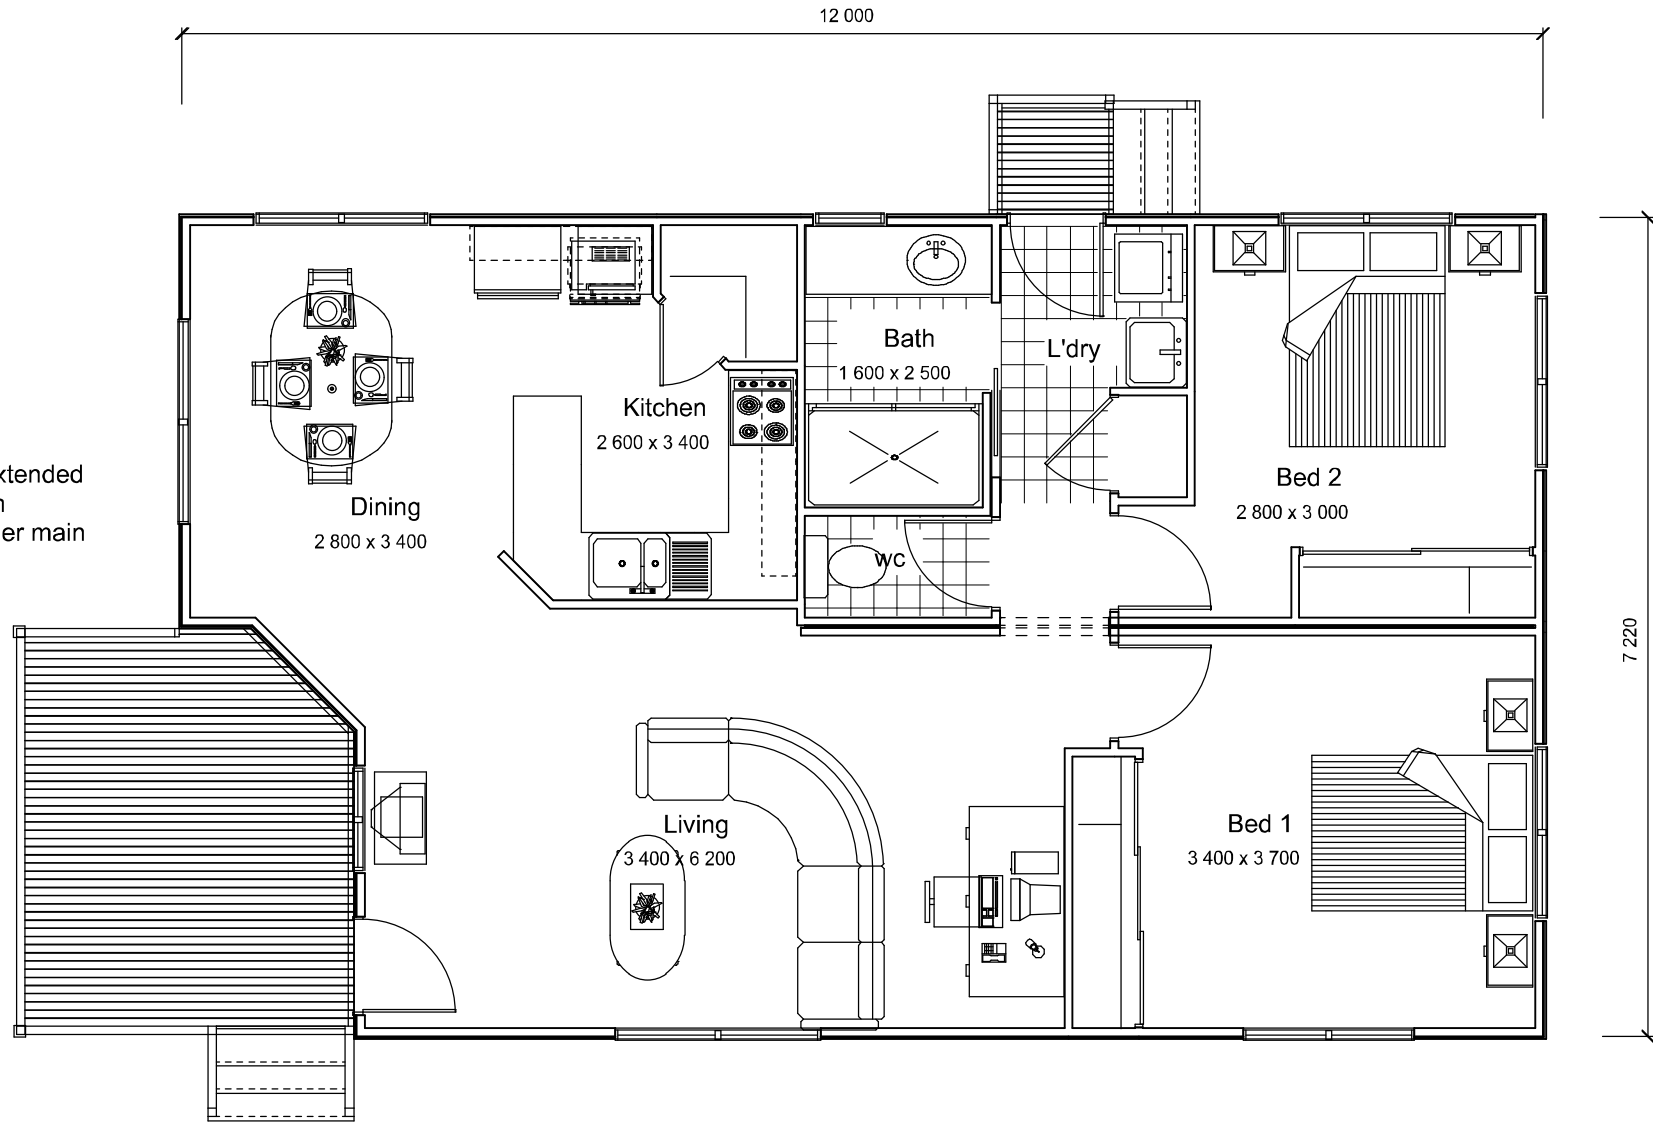 12 000
Bath
1 600 x 2 500
L'dry
Kitchen
2 600 x 3 400
xtended
n
er main
Dining
2 800 x 3 400
Bed 2
2 800 x 3 000
wc
7 220
Living
3 400 x 6 200
Bed 1
3 400 x 3 700